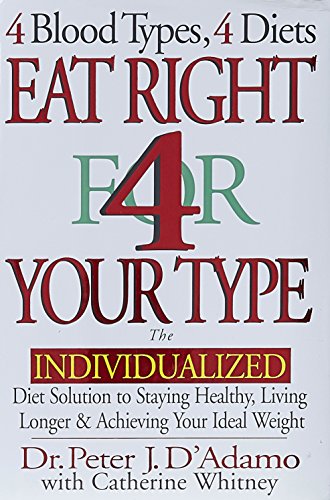 4 Blood Types, 4 Diets
EAT RIGHT
FOR
4
YOUR TYPE
The
INDIVIDUALIZED
Diet Solution to Staying Healthy, Living
Longer & Achieving Your Ideal Weight
Dr. Peter J. D'Adamo
with Catherine Whitney